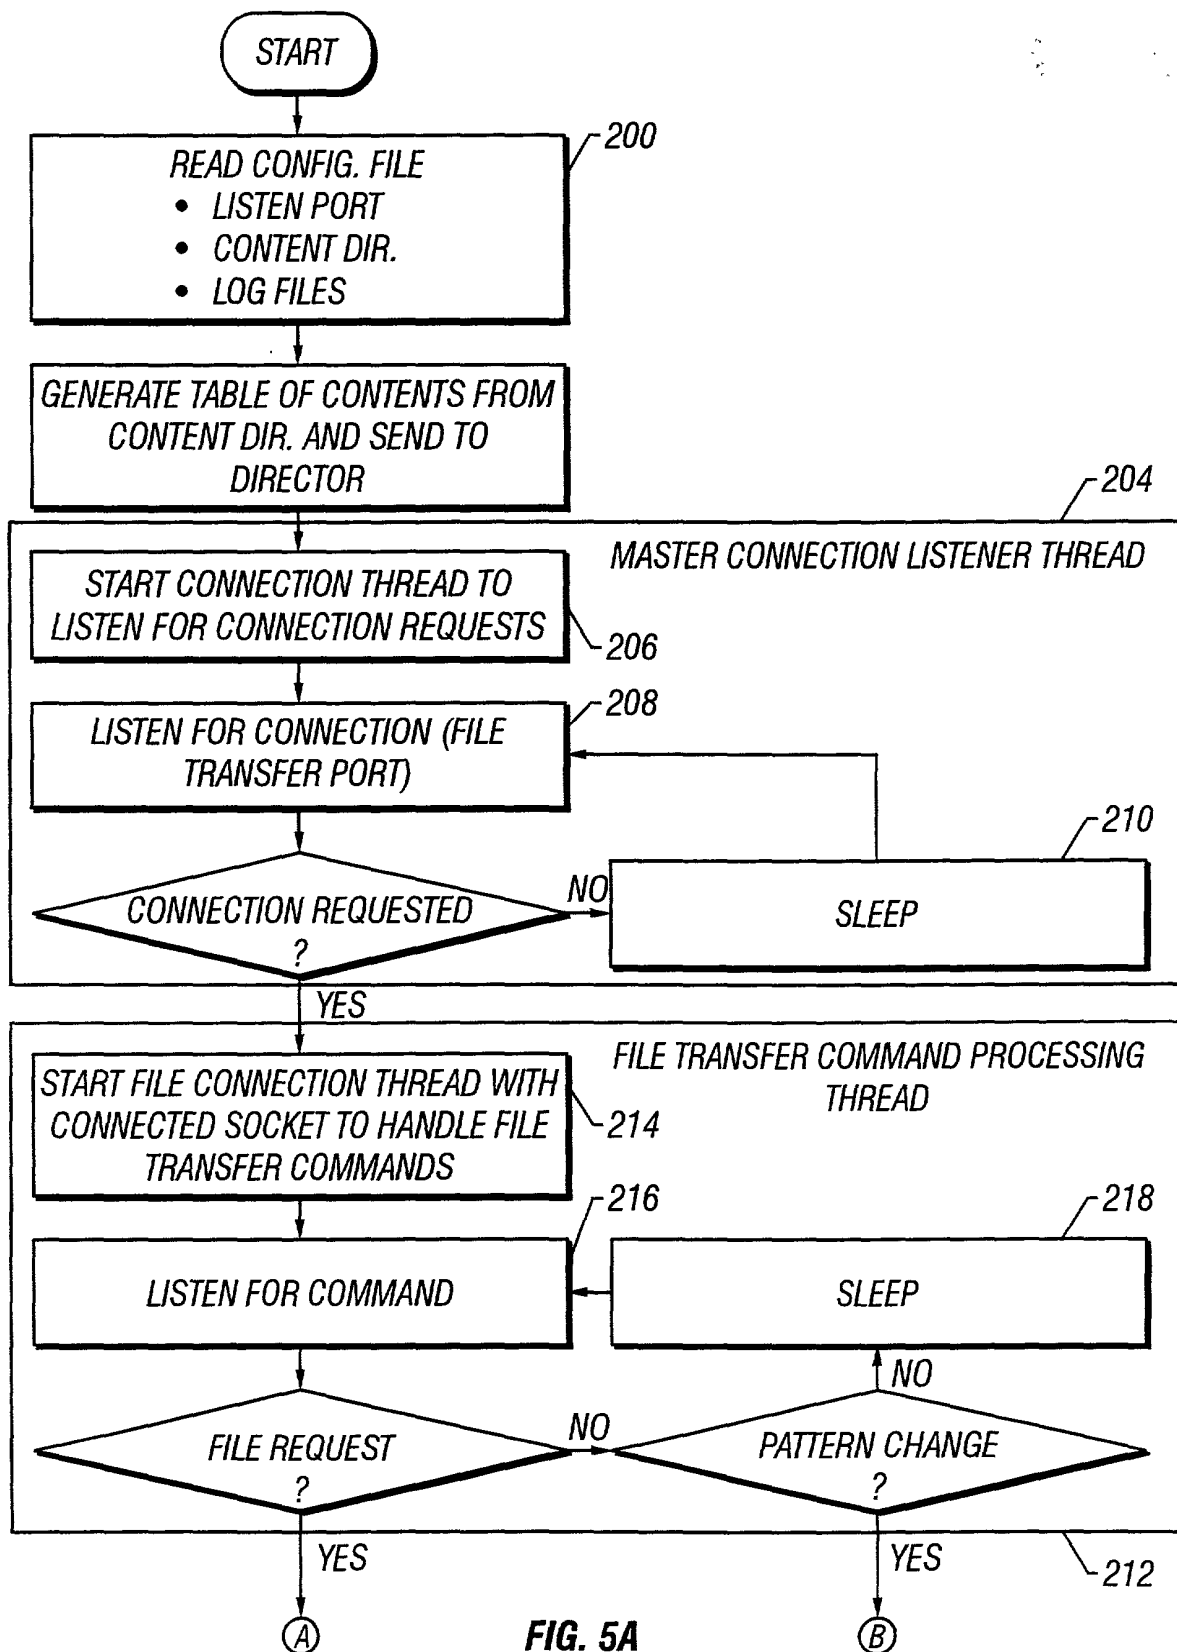 START
200
READ CONFIG. FILE
• LISTEN PORT
• CONTENT DIR.
• LOG FILES
GENERATE TABLE OF CONTENTS FROM
CONTENT DIR. AND SEND TO
DIRECTOR
204
MASTER CONNECTION LISTENER THREAD
START CONNECTION THREAD TO
LISTEN FOR CONNECTION REQUESTS
206
208
LISTEN FOR CONNECTION (FILE
TRANSFER PORT)
210
CONNECTION REQUESTED
?
NO
SLEEP
YES
FILE TRANSFER COMMAND PROCESSING
THREAD
START FILE CONNECTION THREAD WITH
CONNECTED SOCKET TO HANDLE FILE
TRANSFER COMMANDS
214
216
218
LISTEN FOR COMMAND
SLEEP
NO
FILE REQUEST
?
NO
PATTERN CHANGE
?
YES
YES
212
A
FIG. 5A
B